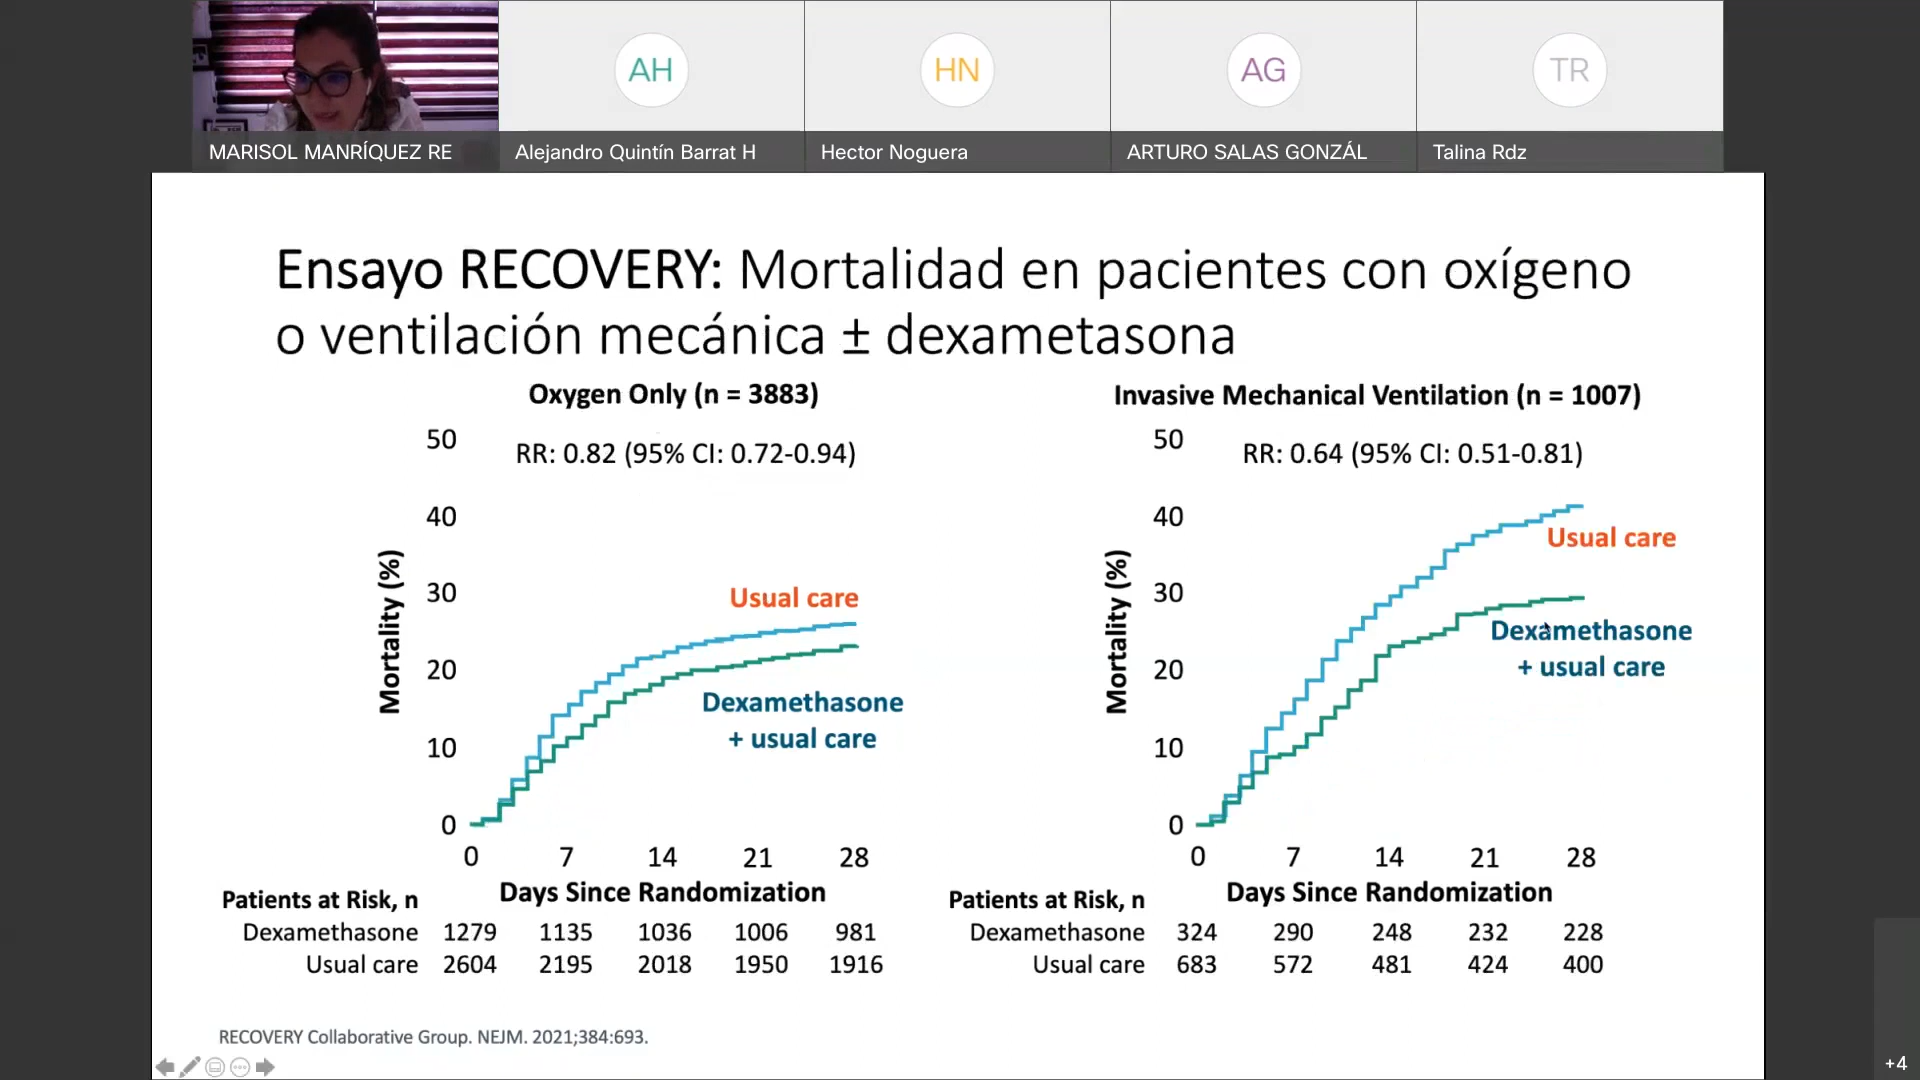 AH
HN
AG
TR
MARISOL MANRÍQUEZ RE
Alejandro Quintín Barrat H
Hector Noguera
ARTURO SALAS GONZÁL
Talina Rdz
Ensayo RECOVERY: Mortalidad en pacientes con oxígeno
o ventilación mecánica ± dexametasona
Oxygen Only (n = 3883)
RR: 0.82 (95% CI: 0.72-0.94)
Mortality (%)
50
40
30
20
10
0
Usual care
Dexamethasone
+ usual care
0 7 14 21 28
Days Since Randomization
Patients at Risk, n
Dexamethasone 1279 1135 1036 1006 981
Usual care 2604 2195 2018 1950 1916
Invasive Mechanical Ventilation (n = 1007)
RR: 0.64 (95% CI: 0.51-0.81)
Mortality (%)
50
40
30
20
10
0
Usual care
Dexamethasone
+ usual care
0 7 14 21 28
Days Since Randomization
Patients at Risk, n
Dexamethasone 324 290 248 232 228
Usual care 683 572 481 424 400
RECOVERY Collaborative Group. NEJM. 2021;384:693.
+4